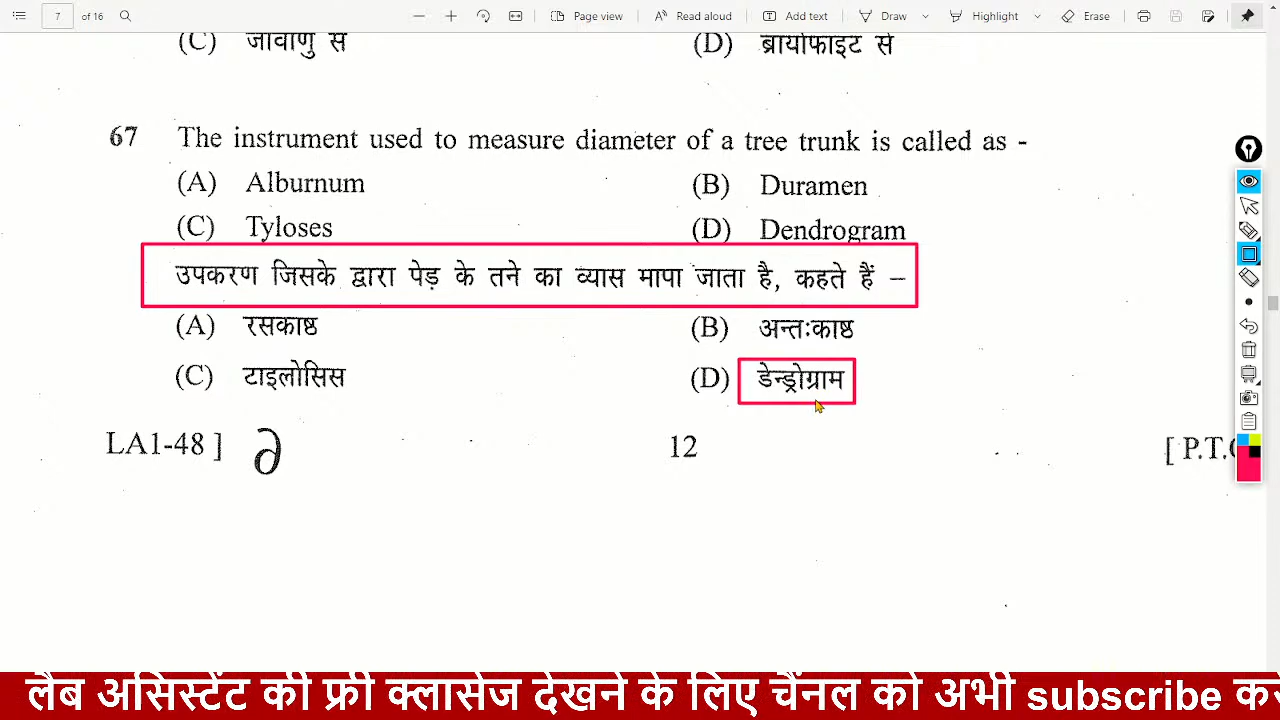 7 of 16 Page view Read aloud Add text Draw Highlight Erase
(C) जीवाणु से (D) ब्रायोफाइट से
67 The instrument used to measure diameter of a tree trunk is called as -
(A) Alburnum (B) Duramen
(C) Tyloses (D) Dendrogram
उपकरण जिसके द्वारा पेड़ के तने का व्यास मापा जाता है, कहते हैं –
(A) रसकाष्ठ (B) अन्तःकाष्ठ
(C) टाइलोसिस (D) डेन्ड्रोग्राम
LA1-48 ] ∂ 12 [ P.T.
लैब असिस्टेंट की फ्री क्लासेज देखने के लिए चैंनल को अभी subscribe